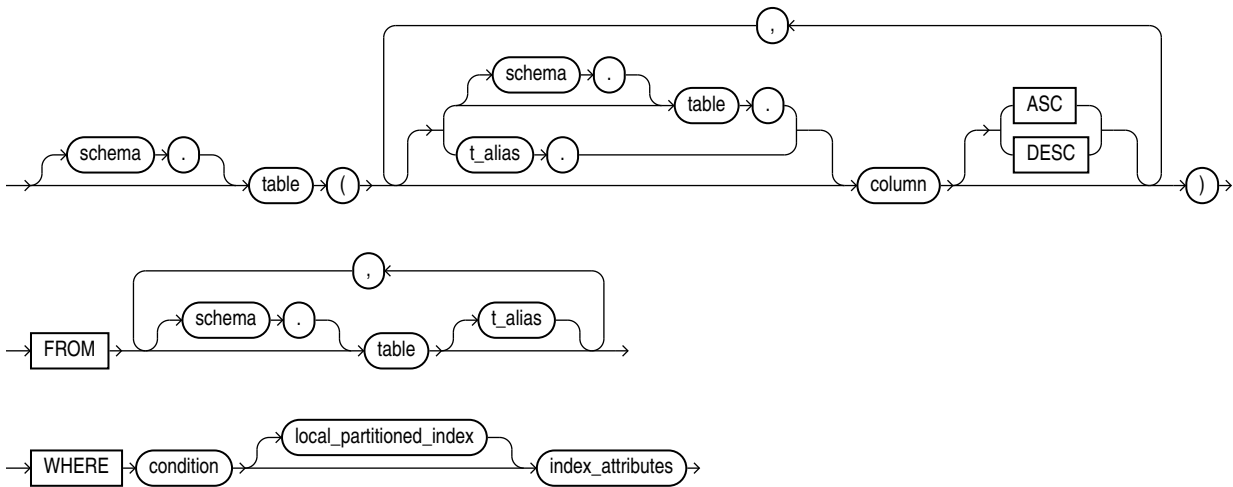 ,
schema .
table . ASC
schema . t_alias . DESC
table ( column )
,
schema . t_alias
FROM table
local_partitioned_index
WHERE condition index_attributes